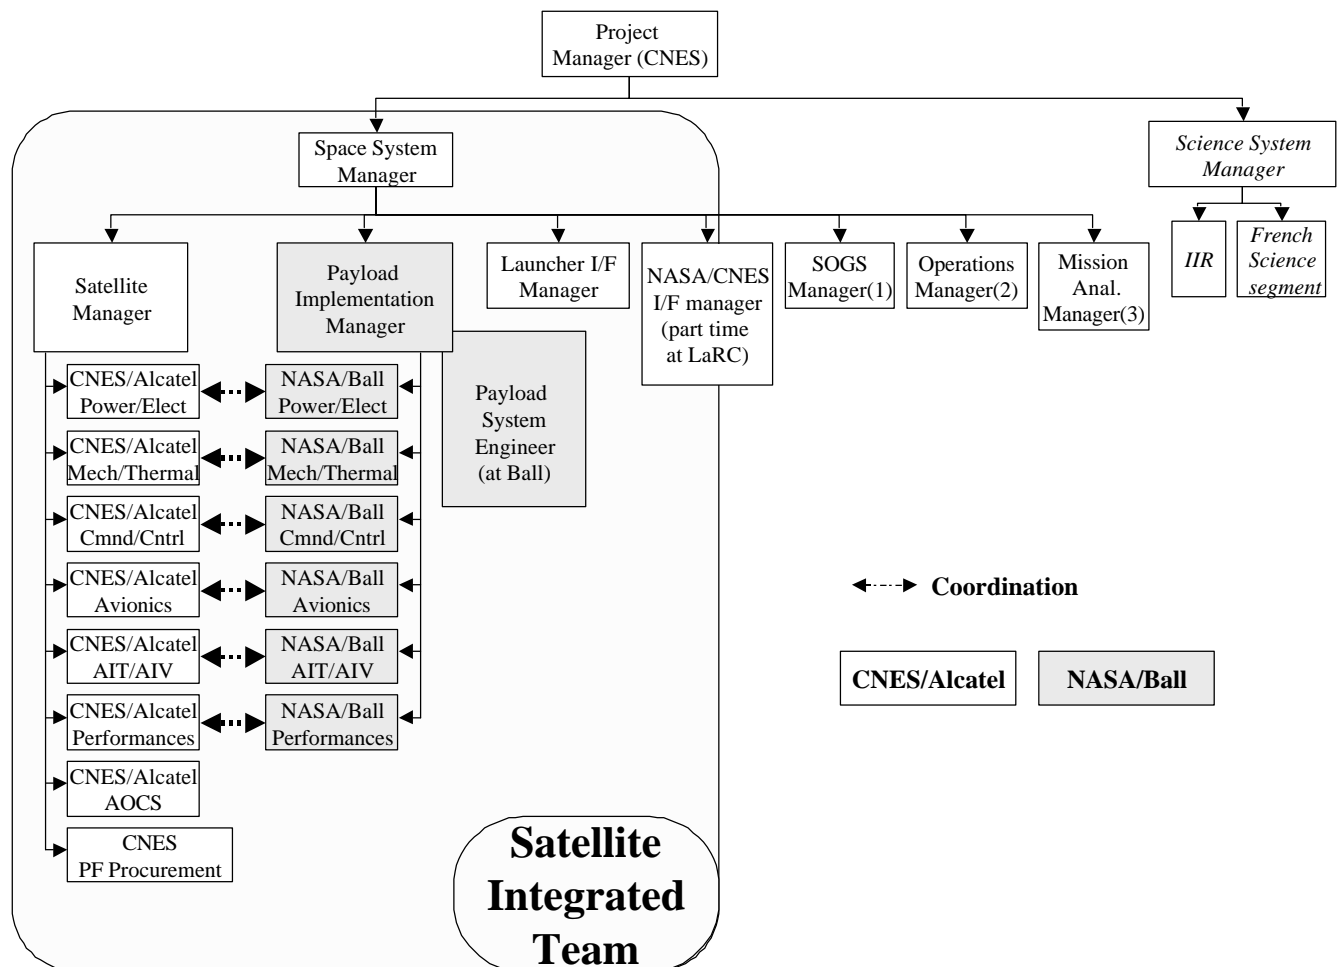 Project
Manager (CNES)
Space System
Manager
Science System
Manager
Satellite
Manager
Payload
Implementation
Manager
Launcher I/F
Manager
NASA/CNES
I/F manager
(part time
at LaRC)
SOGS
Manager(1)
Operations
Manager(2)
Mission
Anal.
Manager(3)
IIR
French
Science
segment
Payload
System
Engineer
(at Ball)
CNES/Alcatel
Power/Elect
NASA/Ball
Power/Elect
CNES/Alcatel
Mech/Thermal
NASA/Ball
Mech/Thermal
CNES/Alcatel
Cmnd/Cntrl
NASA/Ball
Cmnd/Cntrl
CNES/Alcatel
Avionics
NASA/Ball
Avionics
CNES/Alcatel
AIT/AIV
NASA/Ball
AIT/AIV
CNES/Alcatel
Performances
NASA/Ball
Performances
CNES/Alcatel
AOCS
CNES
PF Procurement
Coordination
CNES/Alcatel
NASA/Ball
Satellite
Integrated
Team